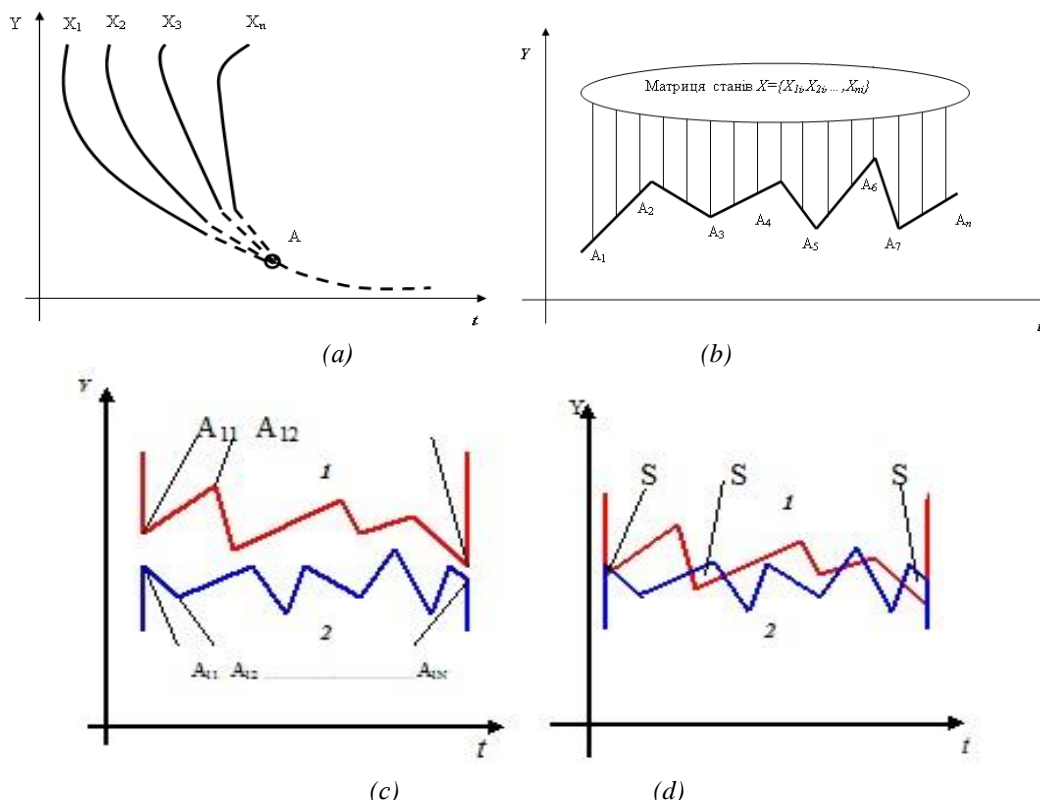 Y X₁ X₂ X₃ Xₙ
A
t
(a)
Y
Матриця станів X={X₁ᵢ,X₂ᵢ, ... ,Xₙᵢ}
A₁ A₂ A₃ A₄ A₅ A₆ A₇ Aₙ
t
(b)
Y
A₁₁ A₁₂
1
2
A₁₁ A₁₂ A₁N
t
(c)
Y
S S S
1
2
t
(d)